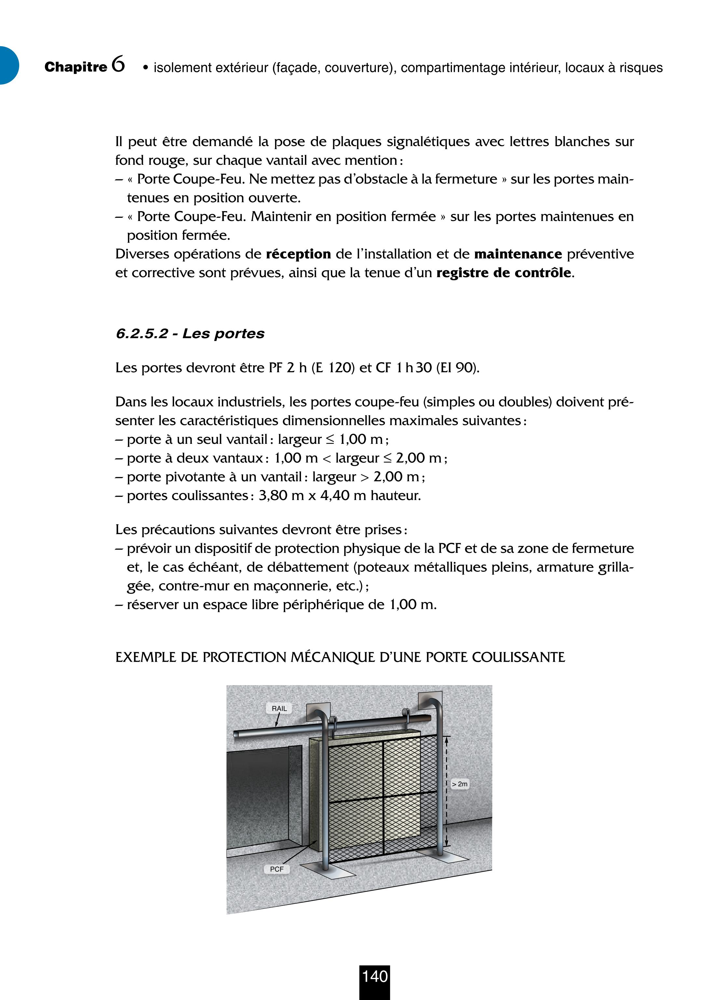 Chapitre 6 • isolement extérieur (façade, couverture), compartimentage intérieur, locaux à risques
Il peut être demandé la pose de plaques signalétiques avec lettres blanches sur
fond rouge, sur chaque vantail avec mention :
– « Porte Coupe-Feu. Ne mettez pas d’obstacle à la fermeture » sur les portes main-
tenues en position ouverte.
– « Porte Coupe-Feu. Maintenir en position fermée » sur les portes maintenues en
position fermée.
Diverses opérations de réception de l’installation et de maintenance préventive
et corrective sont prévues, ainsi que la tenue d’un registre de contrôle.
6.2.5.2 - Les portes
Les portes devront être PF 2 h (E 120) et CF 1 h 30 (EI 90).
Dans les locaux industriels, les portes coupe-feu (simples ou doubles) doivent pré-
senter les caractéristiques dimensionnelles maximales suivantes :
– porte à un seul vantail : largeur ≤ 1,00 m ;
– porte à deux vantaux : 1,00 m < largeur ≤ 2,00 m ;
– porte pivotante à un vantail : largeur > 2,00 m ;
– portes coulissantes : 3,80 m x 4,40 m hauteur.
Les précautions suivantes devront être prises :
– prévoir un dispositif de protection physique de la PCF et de sa zone de fermeture
et, le cas échéant, de débattement (poteaux métalliques pleins, armature grilla-
gée, contre-mur en maçonnerie, etc.) ;
– réserver un espace libre périphérique de 1,00 m.
EXEMPLE DE PROTECTION MÉCANIQUE D’UNE PORTE COULISSANTE
RAIL
> 2m
PCF
140